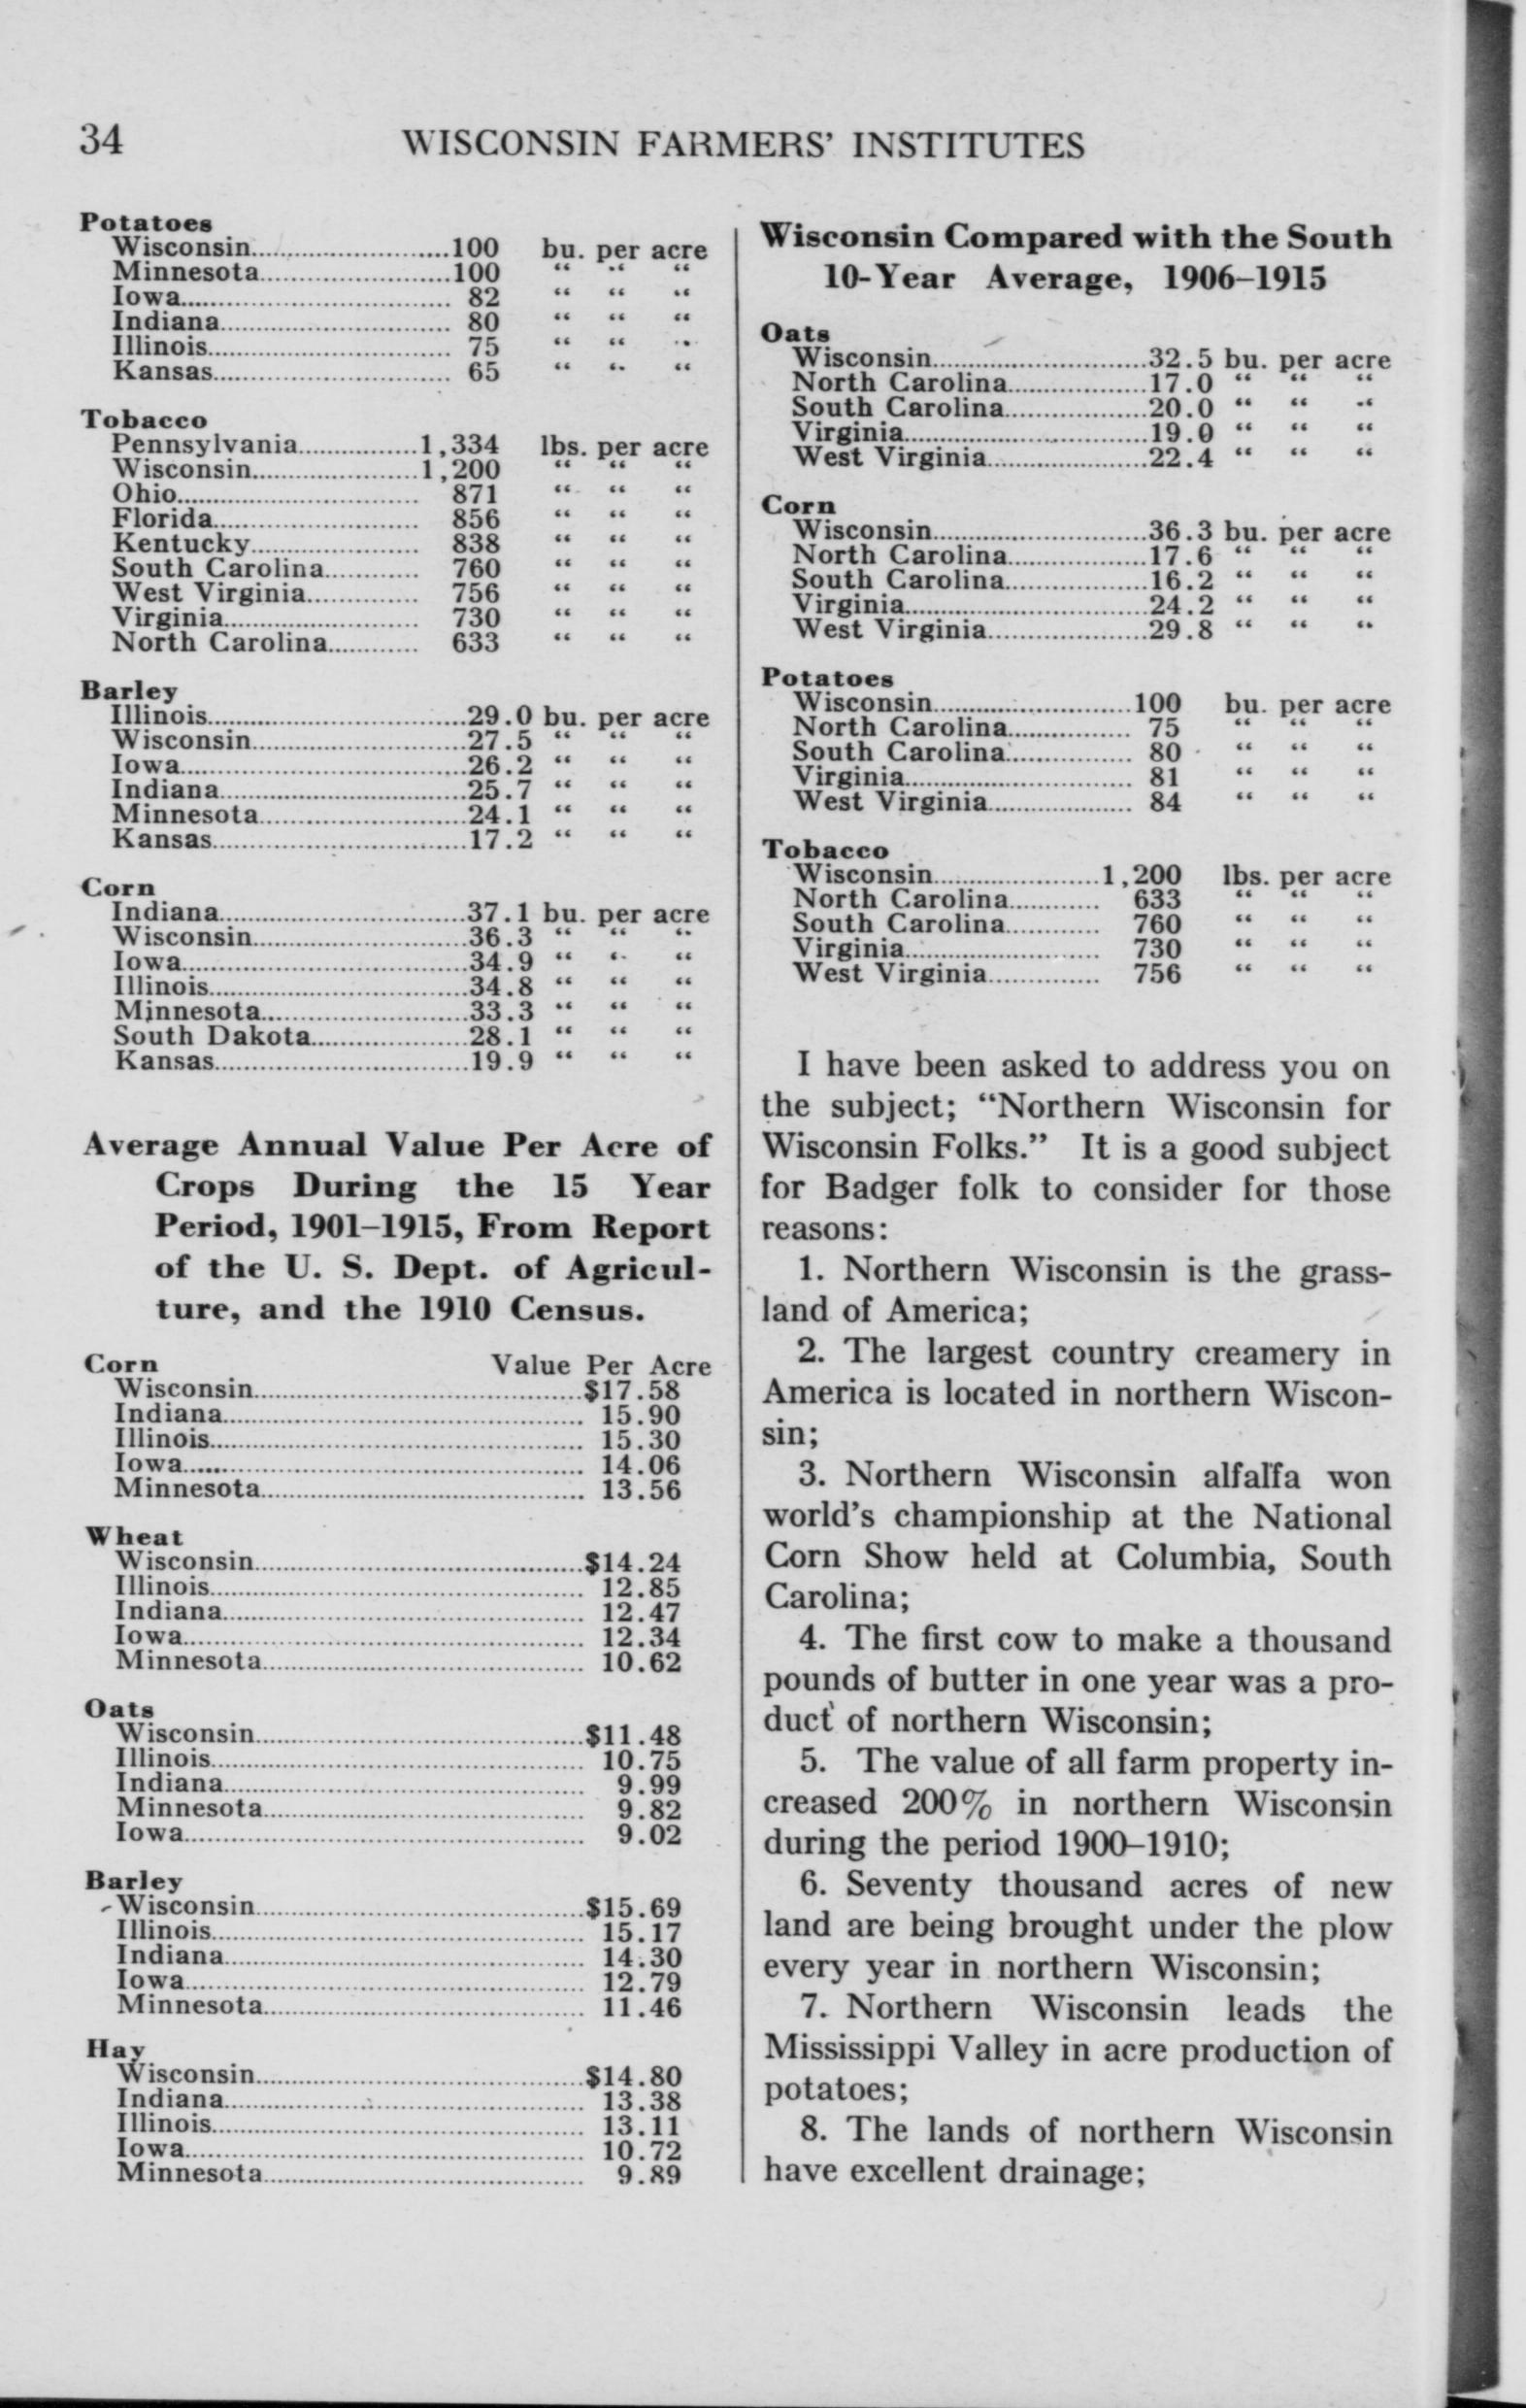 34
WISCONSIN FARMERS' INSTITUTES
Potatoes
Wisconsin..............................100 bu. per acre
Minnesota............................100 “ “ “
Iowa........................................ 82 “ “ “
Indiana................................... 80 “ “ “
Illinois..................................... 75 “ “ “
Kansas.................................... 65 “ “ “
Tobacco
Pennsylvania.................1,334 lbs. per acre
Wisconsin........................1,200 “ “ “
Ohio.................................... 871 “ “ “
Florida............................... 856 “ “ “
Kentucky......................... 838 “ “ “
South Carolina............. 760 “ “ “
West Virginia................ 756 “ “ “
Virginia............................. 730 “ “ “
North Carolina............. 633 “ “ “
Barley
Illinois......................................29.0 bu. per acre
Wisconsin...............................27.5 “ “ “
Iowa..........................................26.2 “ “ “
Indiana....................................25.7 “ “ “
Minnesota..............................24.1 “ “ “
Kansas.....................................17.2 “ “ “
Corn
Indiana....................................37.1 bu. per acre
Wisconsin...............................36.3 “ “ “
Iowa..........................................34.9 “ “ “
Illinois......................................34.8 “ “ “
Minnesota..............................33.3 “ “ “
South Dakota.......................28.1 “ “ “
Kansas.....................................19.9 “ “ “
Average Annual Value Per Acre of
Crops During the 15 Year
Period, 1901–1915, From Report
of the U. S. Dept. of Agricul-
ture, and the 1910 Census.
Corn Value Per Acre
Wisconsin................................................$17.58
Indiana..................................................... 15.90
Illinois....................................................... 15.30
Iowa........................................................... 14.06
Minnesota................................................ 13.56
Wheat
Wisconsin................................................$14.24
Illinois....................................................... 12.85
Indiana..................................................... 12.47
Iowa........................................................... 12.34
Minnesota................................................ 10.62
Oats
Wisconsin................................................$11.48
Illinois....................................................... 10.75
Indiana..................................................... 9.99
Minnesota................................................ 9.82
Iowa........................................................... 9.02
Barley
Wisconsin................................................$15.69
Illinois....................................................... 15.17
Indiana..................................................... 14.30
Iowa........................................................... 12.79
Minnesota................................................ 11.46
Hay
Wisconsin................................................$14.80
Indiana..................................................... 13.38
Illinois....................................................... 13.11
Iowa........................................................... 10.72
Minnesota................................................ 9.89
Wisconsin Compared with the South
10-Year Average, 1906–1915
Oats
Wisconsin...............................32.5 bu. per acre
North Carolina....................17.0 “ “ “
South Carolina....................20.0 “ “ “
Virginia...................................19.0 “ “ “
West Virginia.......................22.4 “ “ “
Corn
Wisconsin...............................36.3 bu. per acre
North Carolina....................17.6 “ “ “
South Carolina....................16.2 “ “ “
Virginia...................................24.2 “ “ “
West Virginia.......................29.8 “ “ “
Potatoes
Wisconsin.............................100 bu. per acre
North Carolina.................. 75 “ “ “
South Carolina.................. 80 “ “ “
Virginia................................. 81 “ “ “
West Virginia..................... 84 “ “ “
Tobacco
Wisconsin........................1,200 lbs. per acre
North Carolina............. 633 “ “ “
South Carolina............. 760 “ “ “
Virginia............................ 730 “ “ “
West Virginia................ 756 “ “ “
I have been asked to address you on
the subject; “Northern Wisconsin for
Wisconsin Folks.” It is a good subject
for Badger folk to consider for those
reasons:
1. Northern Wisconsin is the grass-
land of America;
2. The largest country creamery in
America is located in northern Wiscon-
sin;
3. Northern Wisconsin alfalfa won
world's championship at the National
Corn Show held at Columbia, South
Carolina;
4. The first cow to make a thousand
pounds of butter in one year was a pro-
duct of northern Wisconsin;
5. The value of all farm property in-
creased 200% in northern Wisconsin
during the period 1900–1910;
6. Seventy thousand acres of new
land are being brought under the plow
every year in northern Wisconsin;
7. Northern Wisconsin leads the
Mississippi Valley in acre production of
potatoes;
8. The lands of northern Wisconsin
have excellent drainage;